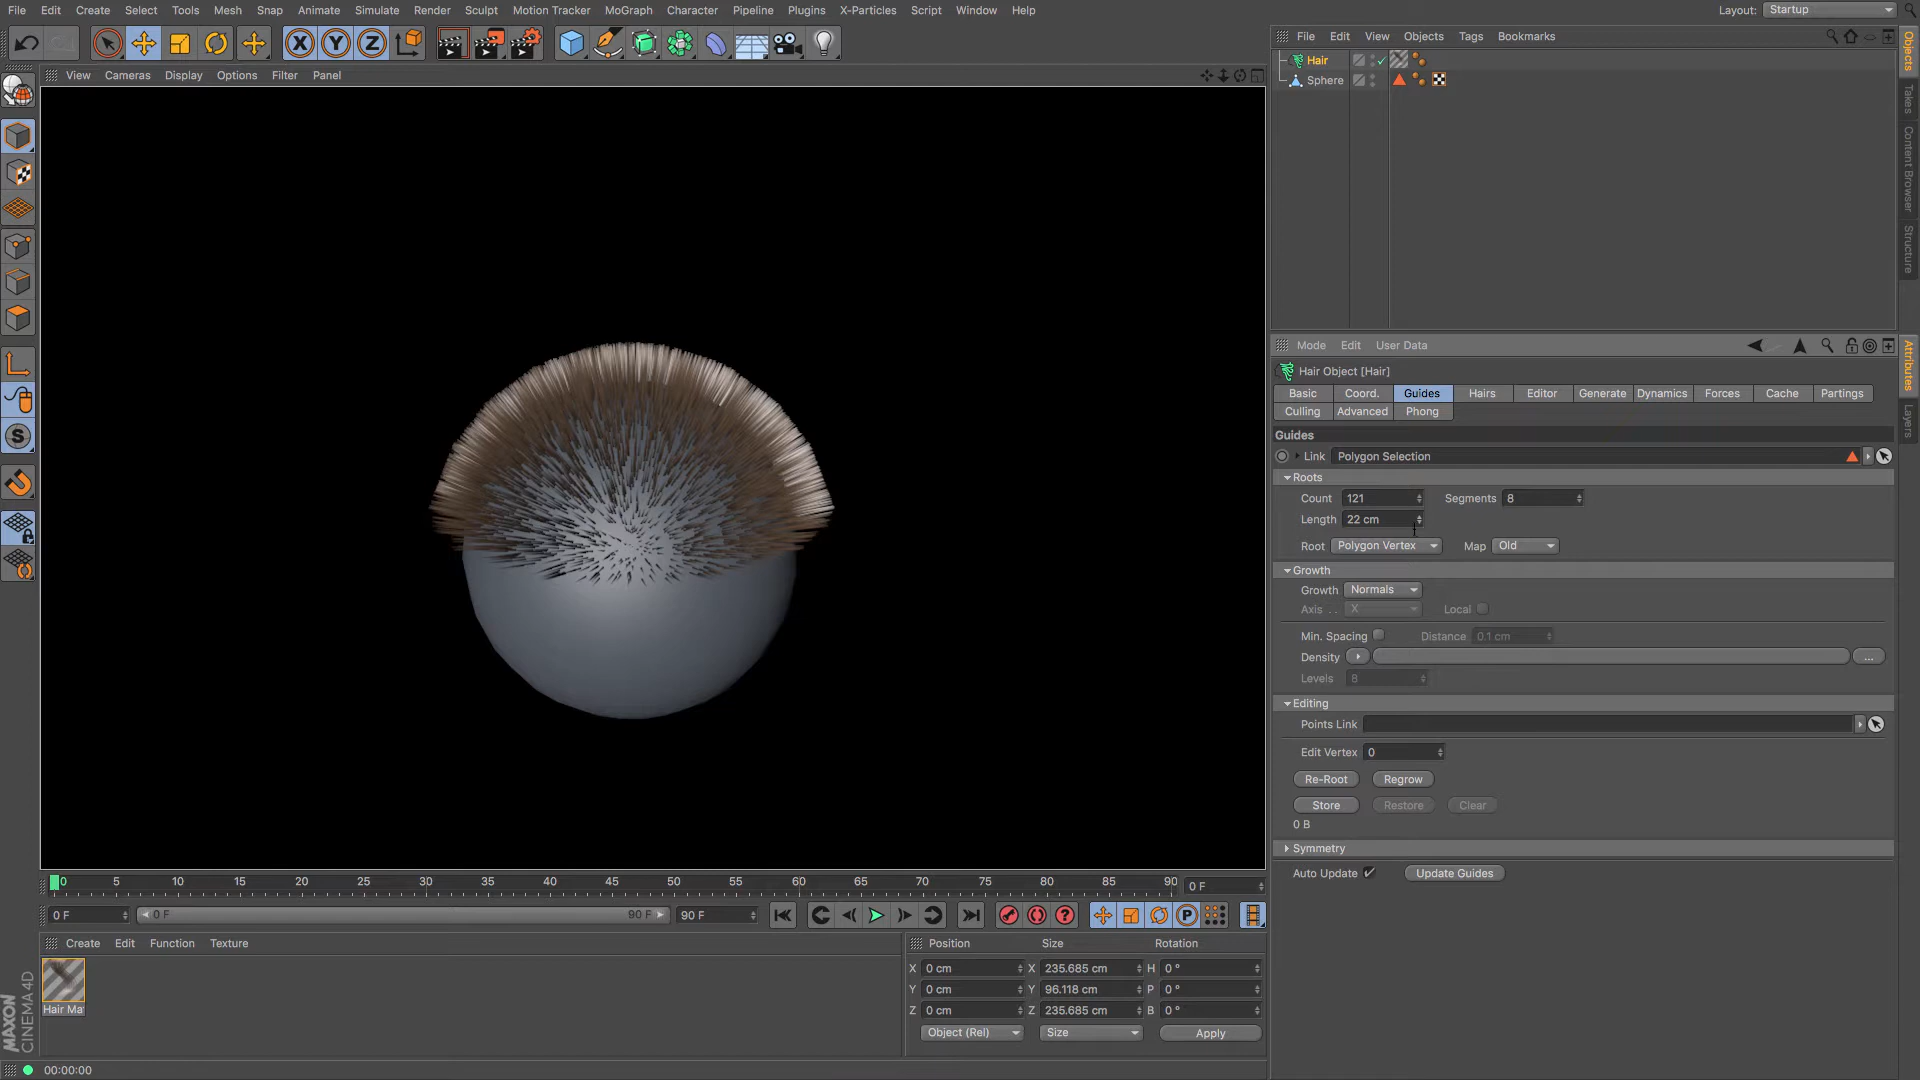 File Edit Create Select Tools Mesh Snap Animate Simulate Render Sculpt Motion Tracker MoGraph Character Pipeline Plugins X-Particles Script Window Help Layout: Startup
X Y Z
View Cameras Display Options Filter Panel
File Edit View Objects Tags Bookmarks
Hair
Sphere
Objects
Takes
Content Browser
Structure
Mode Edit User Data
Hair Object [Hair]
Basic Coord. Guides Hairs Editor Generate Dynamics Forces Cache Partings
Culling Advanced Phong
Attributes
Layers
Guides
Link Polygon Selection
Roots
Count 121 Segments 8
Length 22 cm
Root Polygon Vertex Map Old
Growth
Growth Normals
Axis . . X Local
Min. Spacing Distance 0.1 cm
Density ...
Levels 8
Editing
Points Link
Edit Vertex 0
Re-Root Regrow
Store Restore Clear
0 B
Symmetry
Auto Update Update Guides
S
0 5 10 15 20 25 30 35 40 45 50 55 60 65 70 75 80 85 90 0 F
0 F 0 F 90 F 90 F
? P
Create Edit Function Texture
Hair Ma
Position Size Rotation
X 0 cm X 235.685 cm H 0 °
Y 0 cm Y 96.118 cm P 0 °
Z 0 cm Z 235.685 cm B 0 °
Object (Rel) Size Apply
MAXON
CINEMA 4D
00:00:00